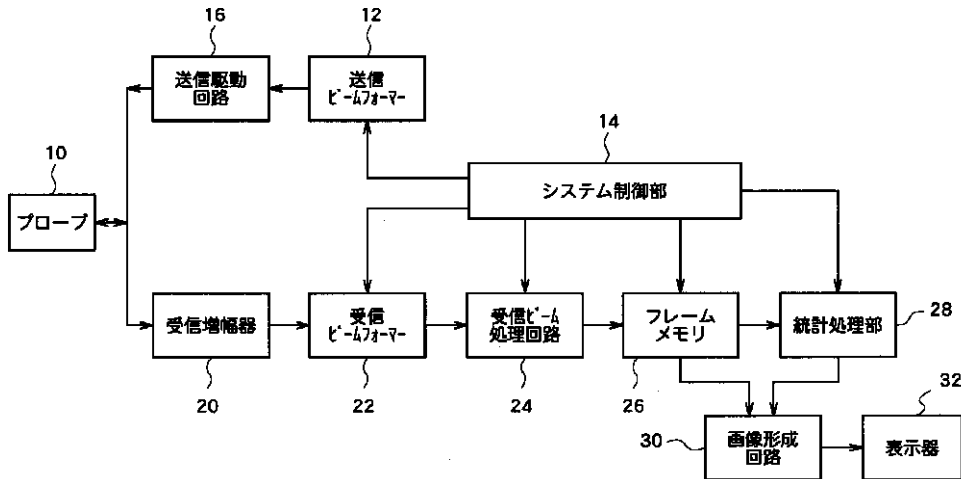 16
12
送信駆動
回路
送信
ビームフォーマー
14
10
システム制御部
プローブ
受信増幅器
受信
ビームフォーマー
受信ビーム
処理回路
フレーム
メモリ
統計処理部
28
20
22
24
26
32
30
画像形成
回路
表示器